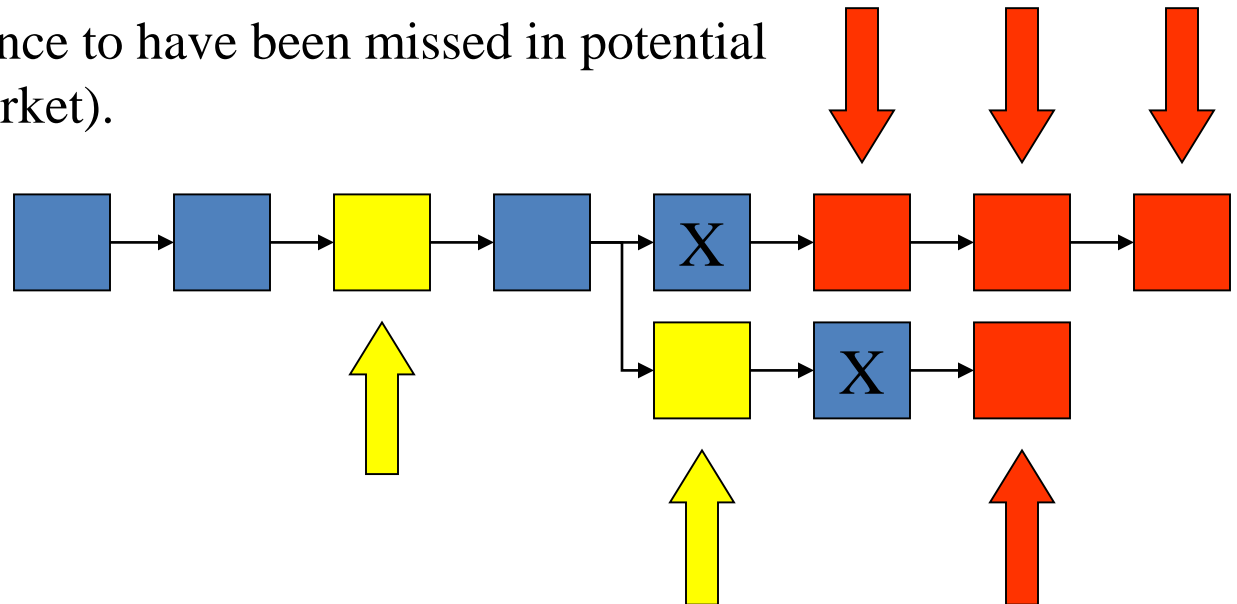 nce to have been missed in potential
rket).
X
X